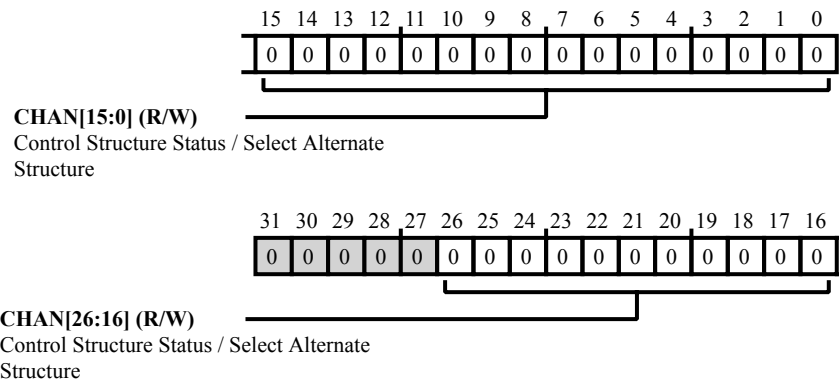 15 14 13 12 11 10 9 8 7 6 5 4 3 2 1 0
0 0 0 0 0 0 0 0 0 0 0 0 0 0 0 0
CHAN[15:0] (R/W)
Control Structure Status / Select Alternate
Structure
31 30 29 28 27 26 25 24 23 22 21 20 19 18 17 16
0 0 0 0 0 0 0 0 0 0 0 0 0 0 0 0
CHAN[26:16] (R/W)
Control Structure Status / Select Alternate
Structure